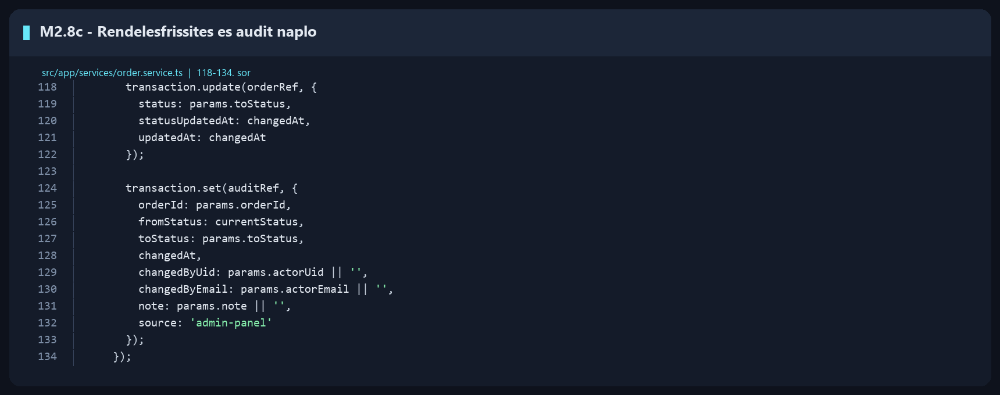 M2.8c - Rendelesfrissites es audit naplo
src/app/services/order.service.ts | 118-134. sor
118 transaction.update(orderRef, {
119 status: params.toStatus,
120 statusUpdatedAt: changedAt,
121 updatedAt: changedAt
122 });
123
124 transaction.set(auditRef, {
125 orderId: params.orderId,
126 fromStatus: currentStatus,
127 toStatus: params.toStatus,
128 changedAt,
129 changedByUid: params.actorUid || '',
130 changedByEmail: params.actorEmail || '',
131 note: params.note || '',
132 source: 'admin-panel'
133 });
134 });